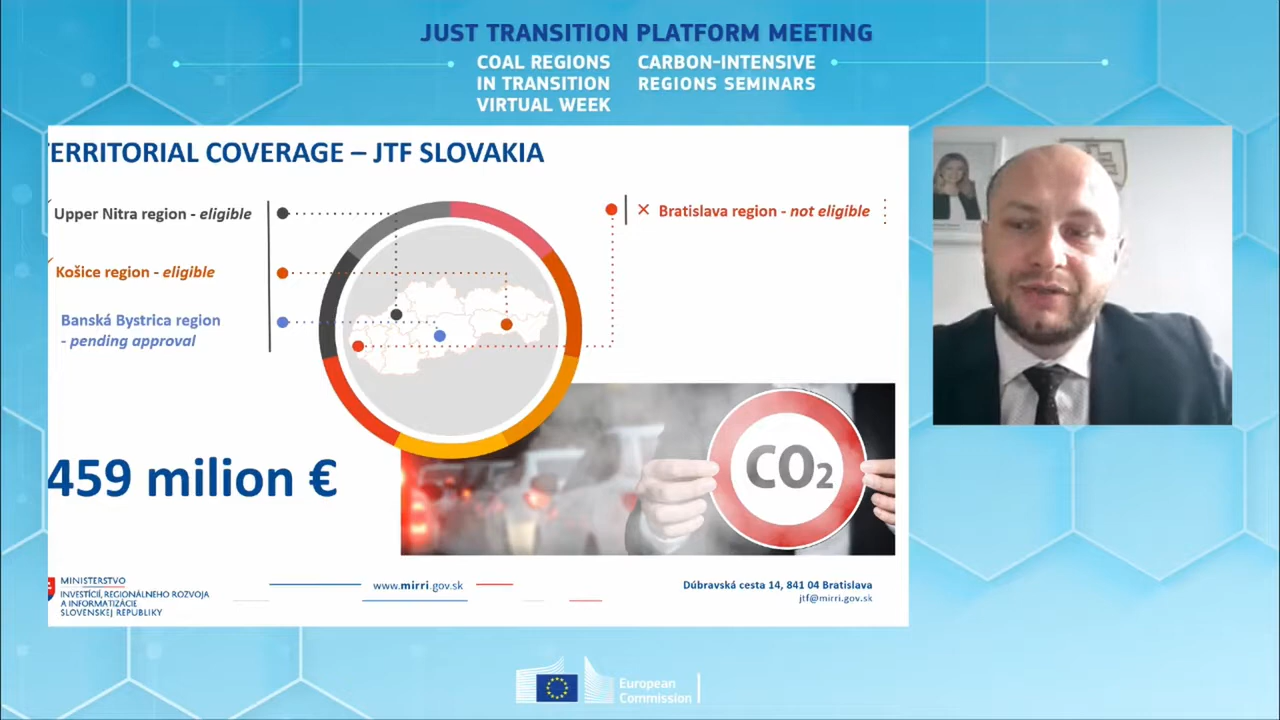 JUST TRANSITION PLATFORM MEETING
COAL REGIONS
IN TRANSITION
VIRTUAL WEEK
CARBON-INTENSIVE
REGIONS SEMINARS
ERRITORIAL COVERAGE – JTF SLOVAKIA
Upper Nitra region - eligible
Košice region - eligible
Banská Bystrica region
- pending approval
× Bratislava region - not eligible
459 milion €
CO₂
MINISTERSTVO
INVESTÍCIÍ, REGIONÁLNEHO ROZVOJA
A INFORMATIZÁCIE
SLOVENSKEJ REPUBLIKY
www.mirri.gov.sk
Dúbravská cesta 14, 841 04 Bratislava
jtf@mirri.gov.sk
European
Commission